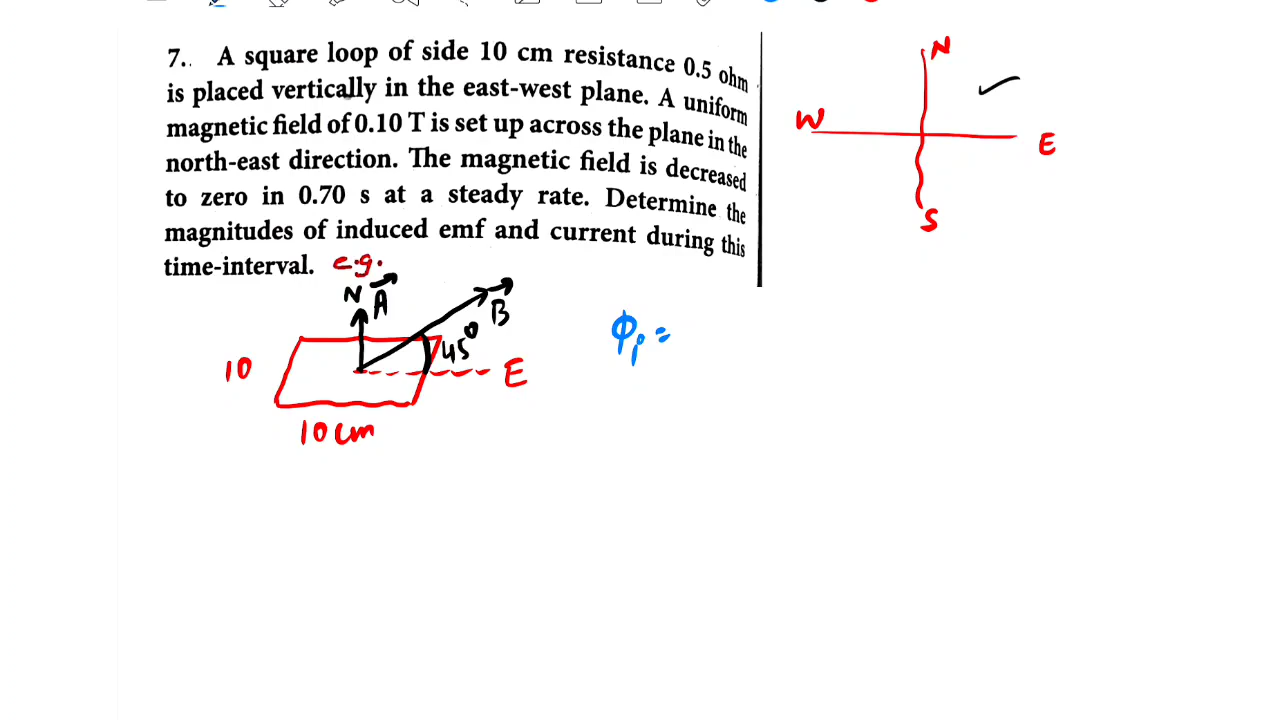 7.. A square loop of side 10 cm resistance 0.5 ohm
is placed vertically in the east-west plane. A uniform
magnetic field of 0.10 T is set up across the plane in the
north-east direction. The magnetic field is decreased
to zero in 0.70 s at a steady rate. Determine the
magnitudes of induced emf and current during this
time-interval. e.g.
N
W
E
S
N A
B
45°
E
10
10 cm
ϕi =